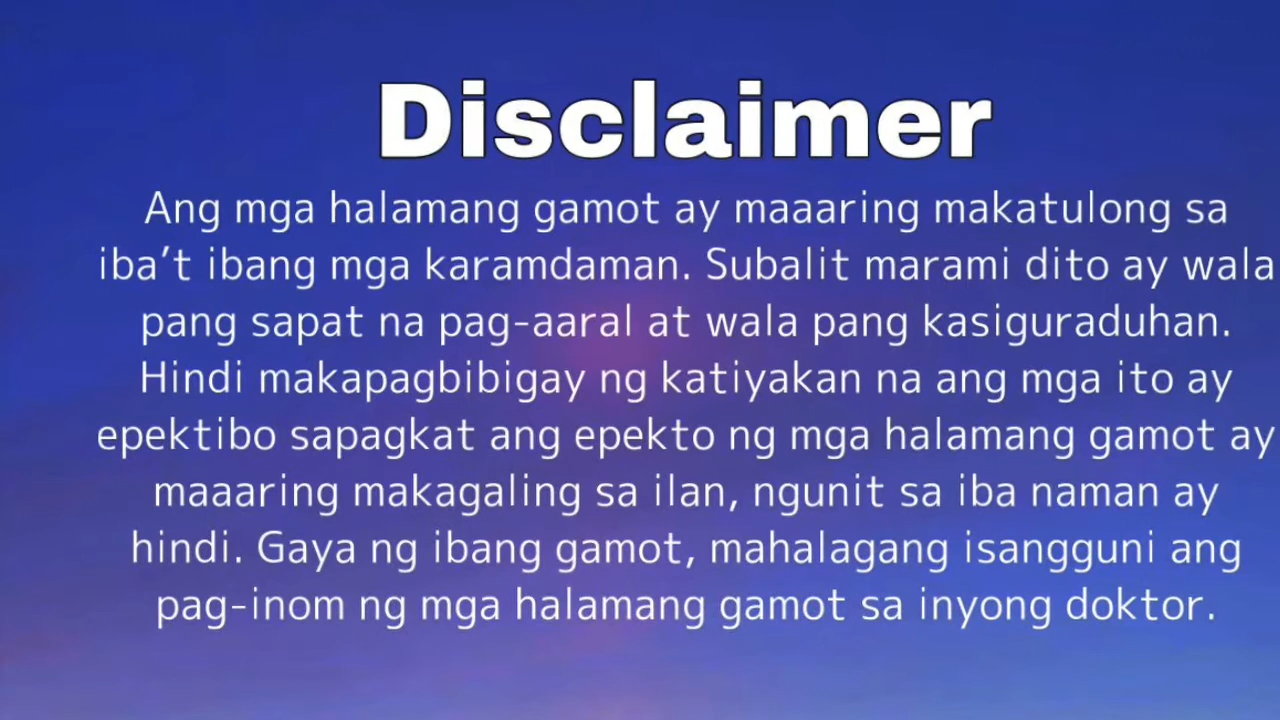 Disclaimer
Ang mga halamang gamot ay maaaring makatulong sa
iba’t ibang mga karamdaman. Subalit marami dito ay wala
pang sapat na pag-aaral at wala pang kasiguraduhan.
Hindi makapagbibigay ng katiyakan na ang mga ito ay
epektibo sapagkat ang epekto ng mga halamang gamot ay
maaaring makagaling sa ilan, ngunit sa iba naman ay
hindi. Gaya ng ibang gamot, mahalagang isangguni ang
pag-inom ng mga halamang gamot sa inyong doktor.